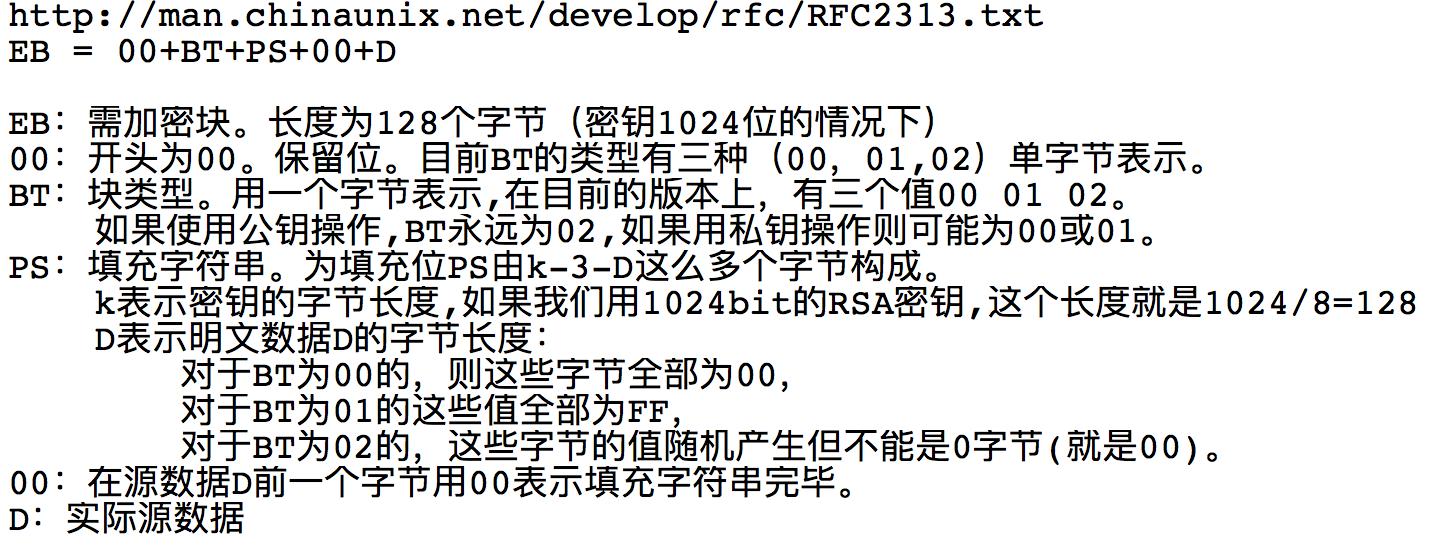 http://man.chinaunix.net/develop/rfc/RFC2313.txt
EB = 00+BT+PS+00+D
EB：需加密块。长度为128个字节（密钥1024位的情况下）
00：开头为00。保留位。目前BT的类型有三种（00，01,02）单字节表示。
BT：块类型。用一个字节表示,在目前的版本上，有三个值00 01 02。
如果使用公钥操作,BT永远为02,如果用私钥操作则可能为00或01。
PS：填充字符串。为填充位PS由k-3-D这么多个字节构成。
k表示密钥的字节长度,如果我们用1024bit的RSA密钥,这个长度就是1024/8=128
D表示明文数据D的字节长度：
对于BT为00的，则这些字节全部为00，
对于BT为01的这些值全部为FF，
对于BT为02的，这些字节的值随机产生但不能是0字节(就是00)。
00：在源数据D前一个字节用00表示填充字符串完毕。
D：实际源数据